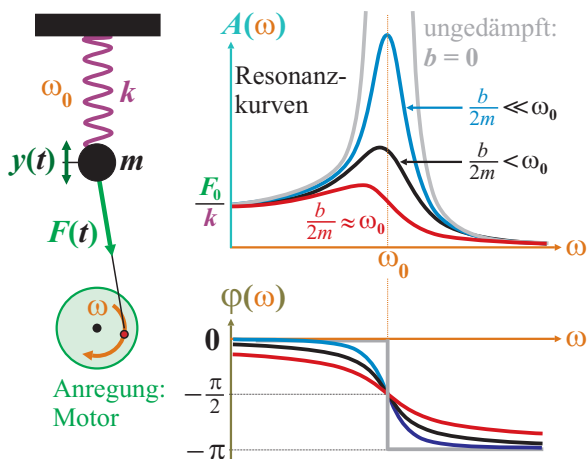 ω₀
k
y(t)
m
F(t)
ω
Anregung:
Motor
A(ω)
ungedämpft:
b = 0
Resonanz-
kurven
b/2m ≪ ω₀
b/2m < ω₀
F₀/k
b/2m ≈ ω₀
ω₀
ω
φ(ω)
0
ω
−π/2
−π